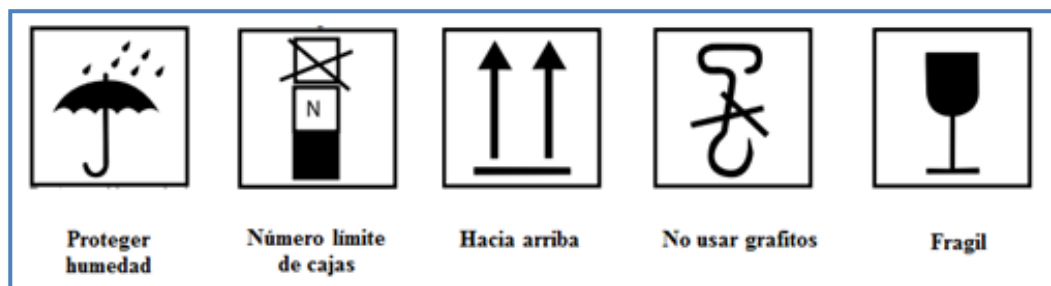 N
Proteger
humedad
Número límite
de cajas
Hacia arriba
No usar grafitos
Fragil